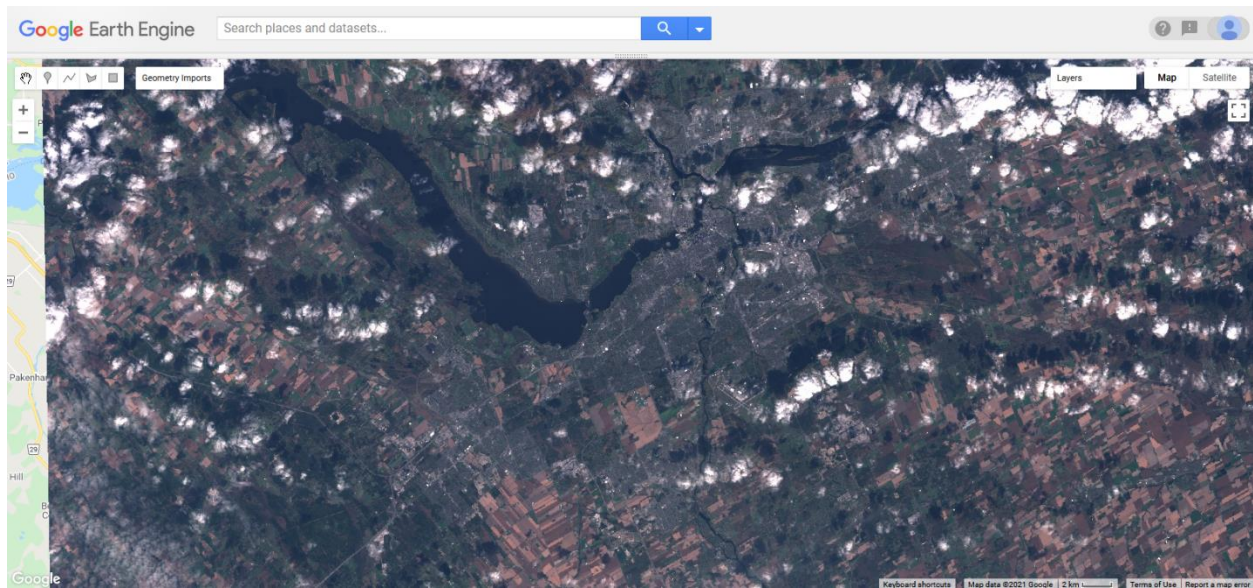 Google Earth Engine
Search places and datasets...
Geometry Imports
Layers
Map
Satellite
+
−
29
Pakenha
29
Hill
Google
Keyboard shortcuts
Map data ©2021 Google
2 km
Terms of Use
Report a map error